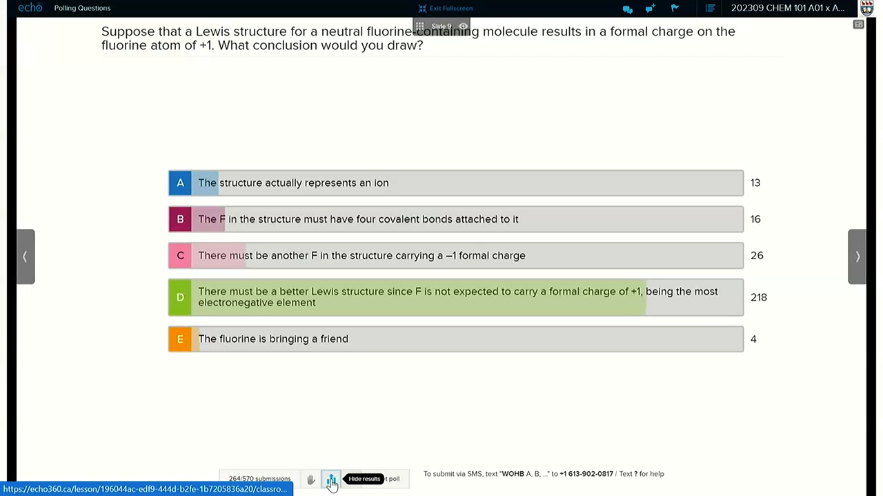 echo
Polling Questions
Exit Fullscreen
202309 CHEM 101 A01 x A...
Slide 9
Suppose that a Lewis structure for a neutral fluorine-containing molecule results in a formal charge on the
fluorine atom of +1. What conclusion would you draw?
A The structure actually represents an ion 13
B The F in the structure must have four covalent bonds attached to it 16
C There must be another F in the structure carrying a –1 formal charge 26
D There must be a better Lewis structure since F is not expected to carry a formal charge of +1, being the most
electronegative element 218
E The fluorine is bringing a friend 4
264/570 submissions
Hide results
poll
To submit via SMS, text "WOHB A, B, ..." to +1 613-902-0817 / Text ? for help
https://echo360.ca/lesson/196044ac-edf9-444d-b2fe-1b7205836a20/classro...